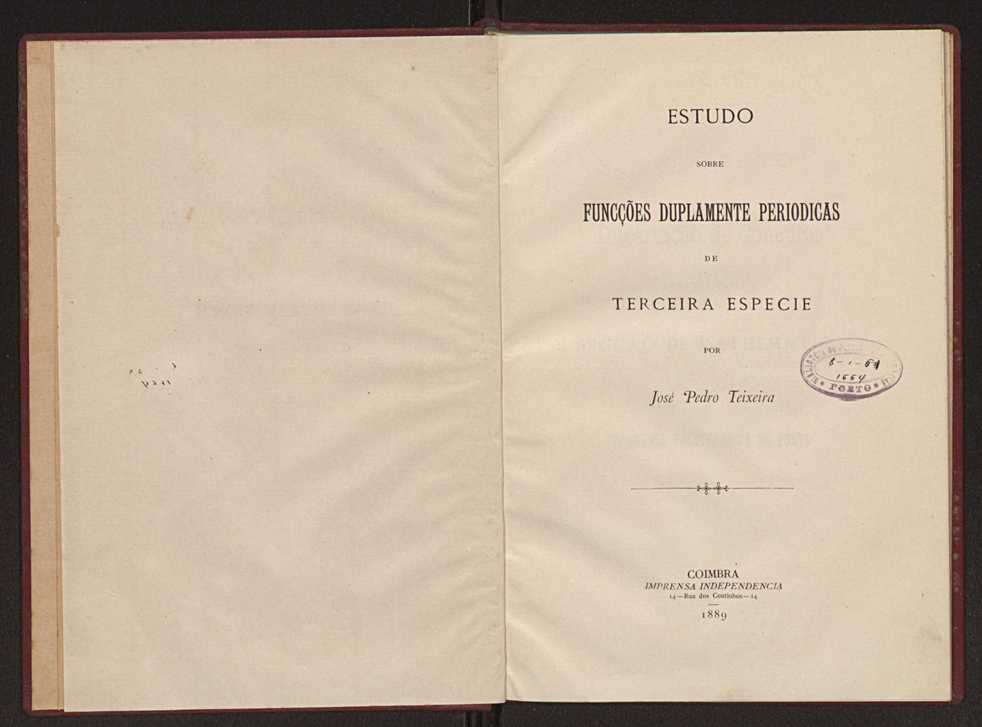 ESTUDO
SOBRE
FUNCÇÕES DUPLAMENTE PERIODICAS
DE
TERCEIRA ESPECIE
POR
José Pedro Teixeira
1664
* PORTO *
COIMBRA
IMPRENSA INDEPENDENCIA
14—Rua dos Coutinhos—14
1889